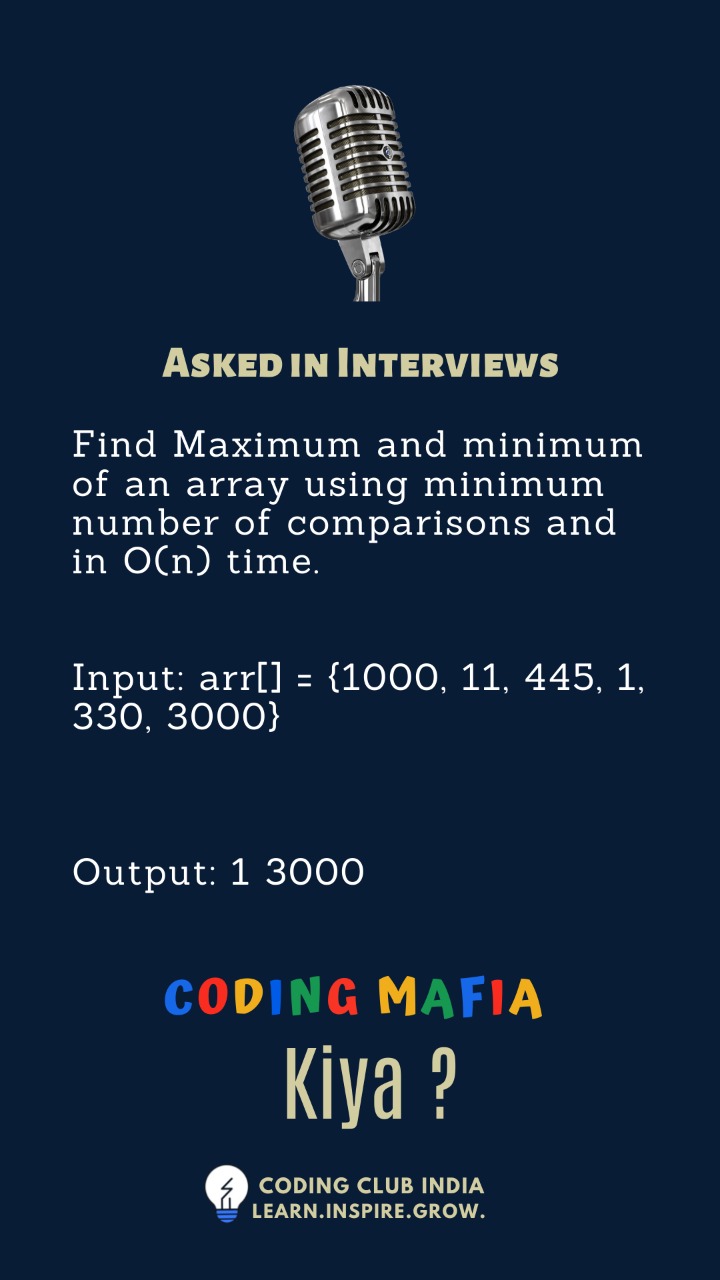 Asked in Interviews
Find Maximum and minimum
of an array using minimum
number of comparisons and
in O(n) time.
Input: arr[] = {1000, 11, 445, 1,
330, 3000}
Output: 1 3000
CODING MAFIA
Kiya ?
CODING CLUB INDIA
LEARN.INSPIRE.GROW.